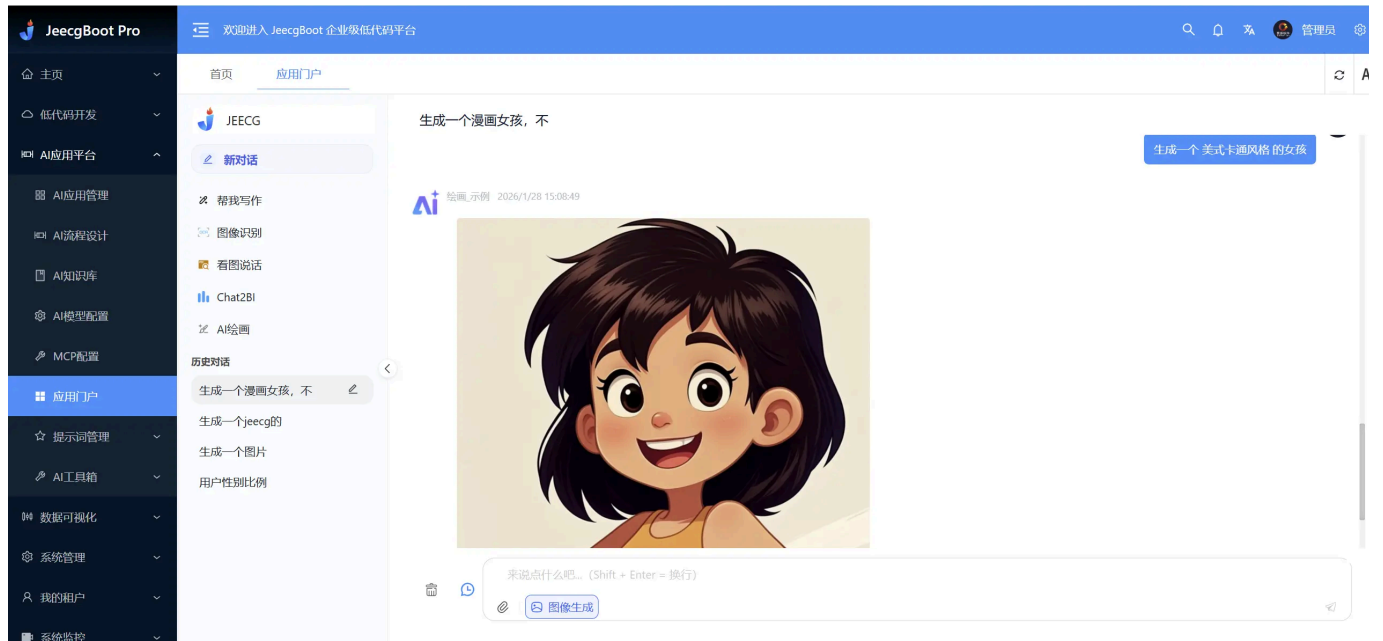 JeecgBoot Pro
欢迎进入 JeecgBoot 企业级低代码平台
管理员
主页
低代码开发
AI应用平台
AI应用管理
AI流程设计
AI知识库
AI模型配置
MCP配置
应用门户
提示词管理
AI工具箱
数据可视化
系统管理
我的租户
系统监控
首页
应用门户
JEECG
新对话
帮我写作
图像识别
看图说话
Chat2BI
AI绘画
历史对话
生成一个漫画女孩，不
生成一个jeecg的
生成一个图片
用户性别比例
生成一个漫画女孩，不
生成一个 美式卡通风格 的女孩
Ai
绘画_示例 2026/1/28 15:08:49
来说点什么吧...（Shift + Enter = 换行）
图像生成